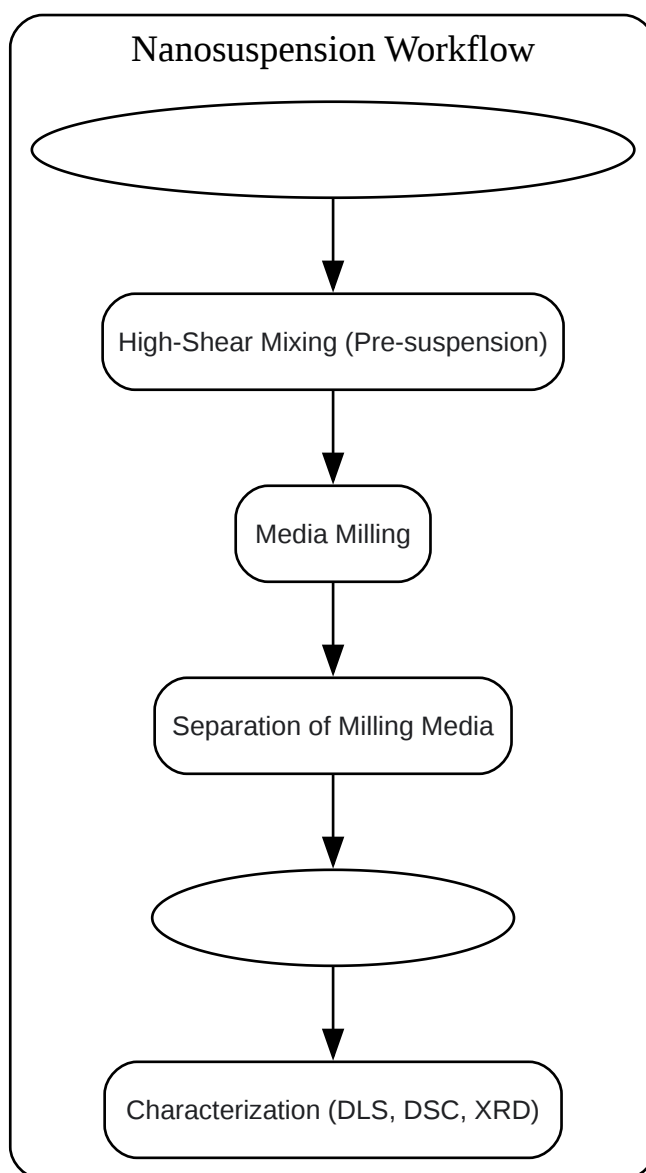 Nanosuspension Workflow
High-Shear Mixing (Pre-suspension)
Media Milling
Separation of Milling Media
Characterization (DLS, DSC, XRD)